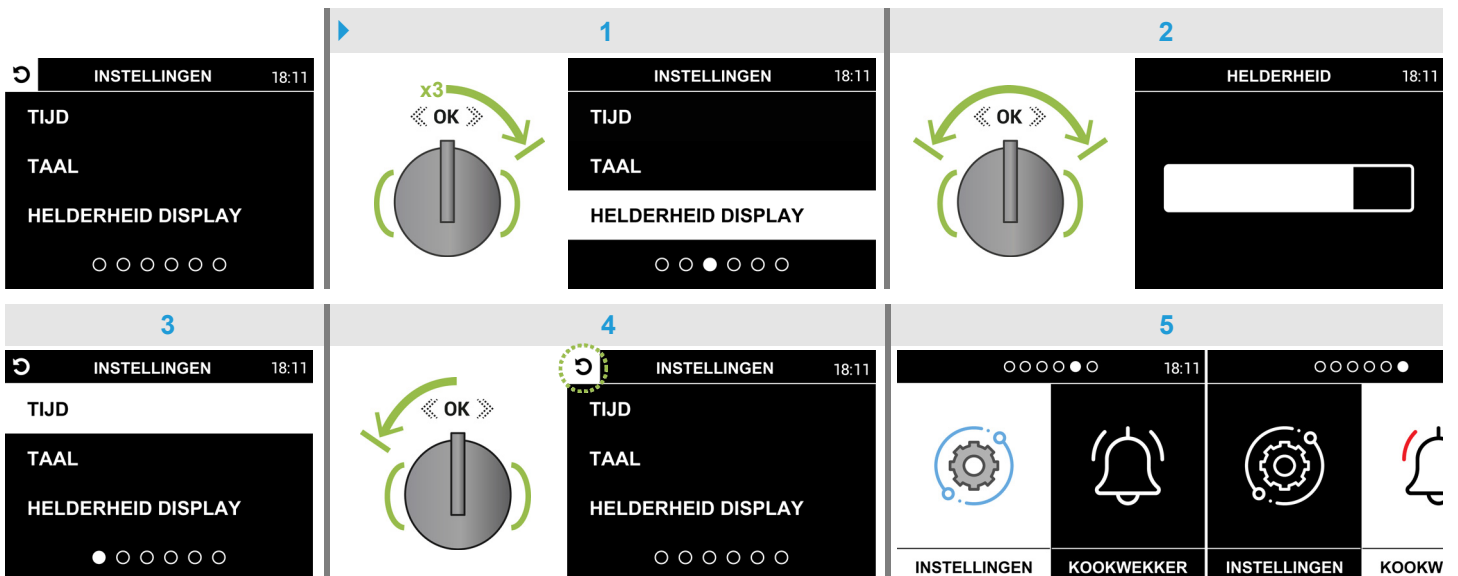 1
2
INSTELLINGEN 18:11
TIJD
TAAL
HELDERHEID DISPLAY
x3
OK
INSTELLINGEN 18:11
TIJD
TAAL
HELDERHEID DISPLAY
OK
HELDERHEID 18:11
3
4
5
INSTELLINGEN 18:11
TIJD
TAAL
HELDERHEID DISPLAY
OK
INSTELLINGEN 18:11
TIJD
TAAL
HELDERHEID DISPLAY
18:11
INSTELLINGEN
KOOKWEKKER
INSTELLINGEN
KOOKW